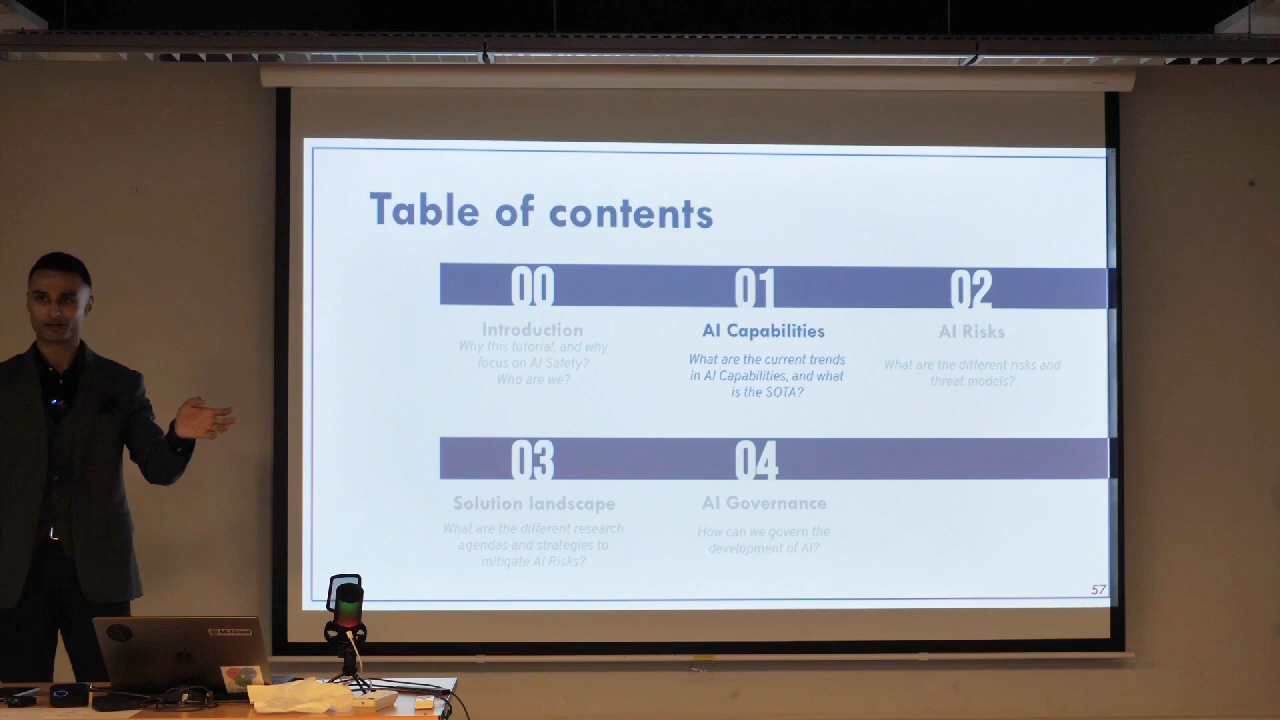 Table of contents
00
01
02
Introduction
Why this tutorial, and why
focus on AI Safety?
Who are we?
AI Capabilities
What are the current trends
in AI Capabilities, and what
is the SOTA?
AI Risks
What are the different risks and
threat models?
03
04
Solution landscape
What are the different research
agendas and strategies to
mitigate AI Risks?
AI Governance
How can we govern the
development of AI?
57